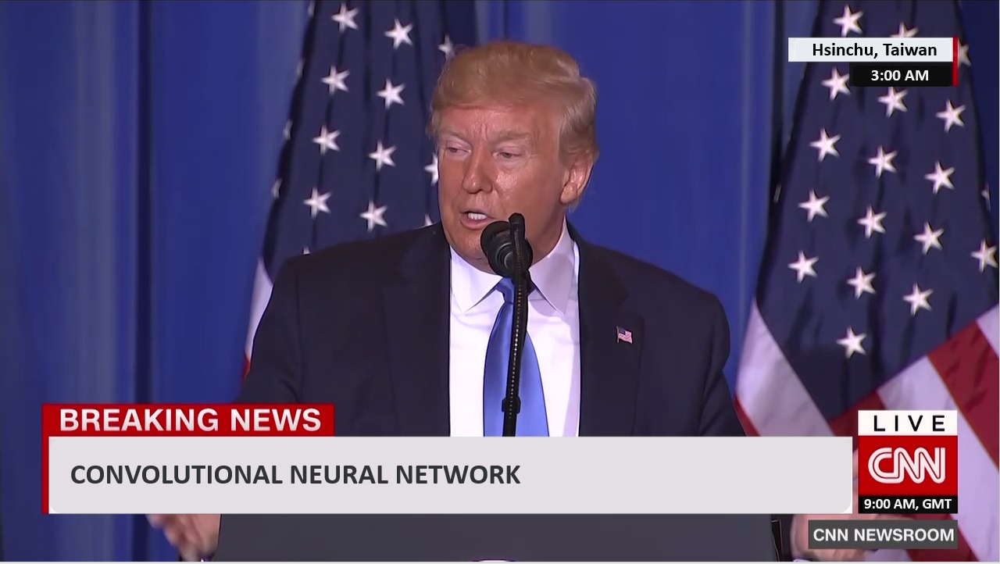 Hsinchu, Taiwan
3:00 AM
BREAKING NEWS
CONVOLUTIONAL NEURAL NETWORK
LIVE
CNN
9:00 AM, GMT
CNN NEWSROOM